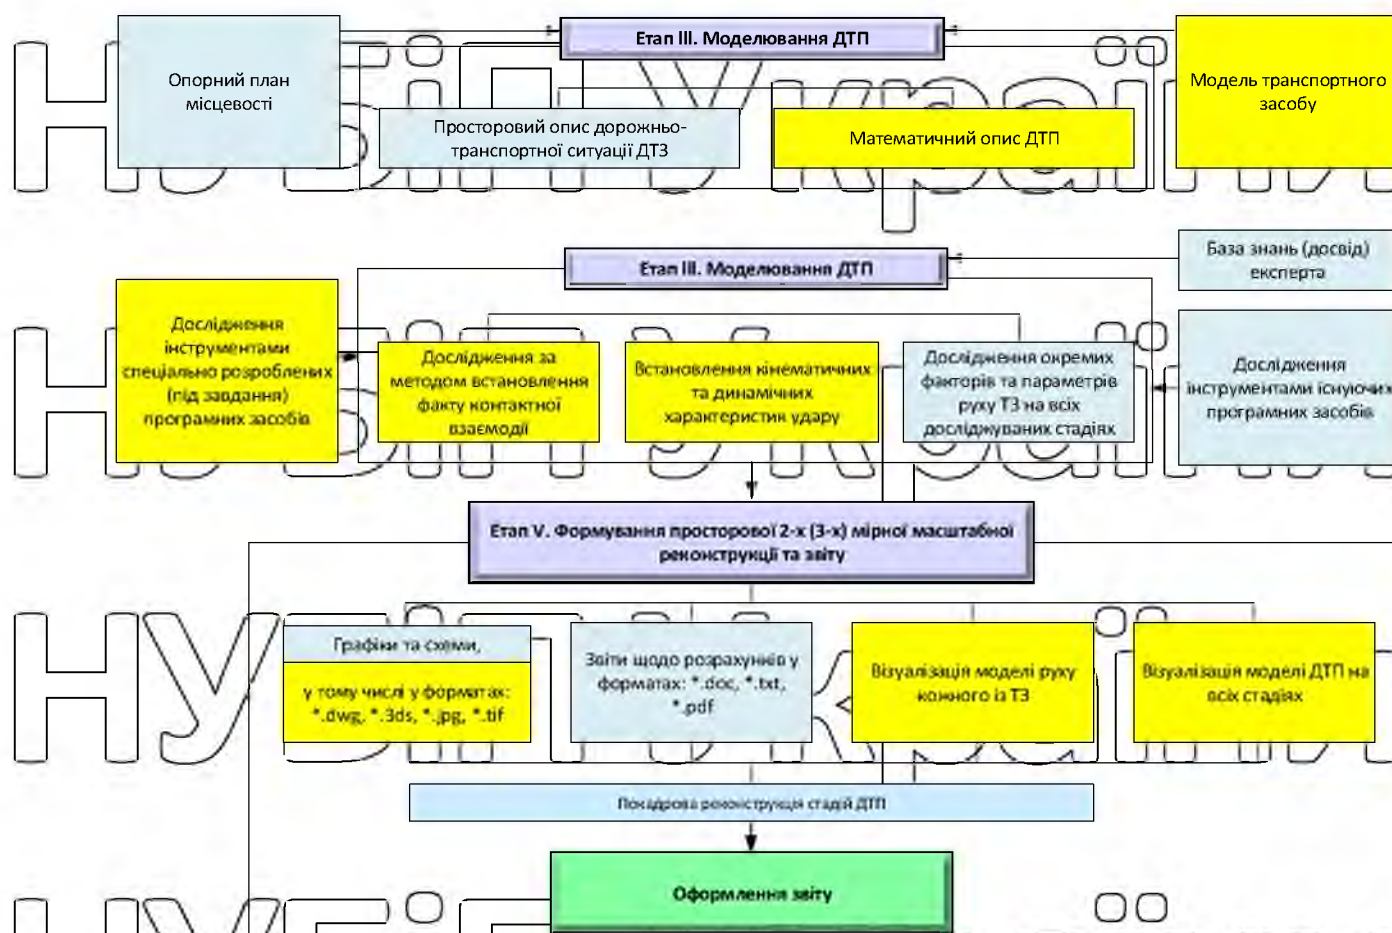 Етап III. Моделювання ДТП
Опорний план
місцевості
Модель транспортного
засобу
Просторовий опис дорожньо-
транспортної ситуації ДТЗ
Математичний опис ДТП
База знань (досвід)
експерта
Етап III. Моделювання ДТП
Дослідження
інструментами
спеціально розроблених
(під завдання)
програмних засобів
Дослідження за
методом встановлення
факту контактної
взаємодії
Встановлення кінематичних
та динамічних
характеристик удару
Дослідження окремих
факторів та параметрів
руху ТЗ на всіх
досліджуваних стадіях
Дослідження
інструментами існуючих
програмних засобів
Етап V. Формування просторової 2-х (3-х) мірної масштабної
реконструкції та звіту
Графіки та схеми,
у тому числі у форматах:
*.dwg, *.3ds, *.jpg, *.tif
Звіти щодо розрахунків у
форматах: *.doc, *.txt,
*.pdf
Візуалізація моделі руху
кожного із ТЗ
Візуалізація моделі ДТП на
всіх стадіях
Покадрова реконструкція стадій ДТП
Оформлення звіту